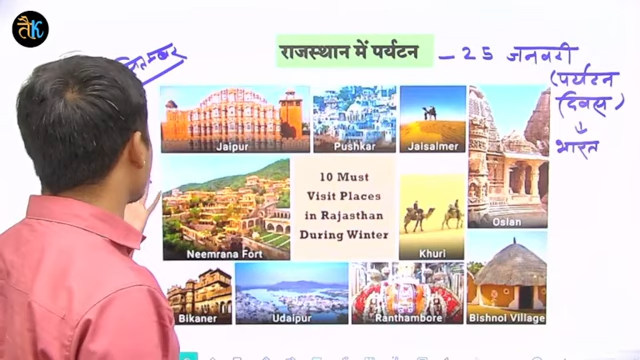 तैK
राजस्थान में पर्यटन - 25 जनवरी
(पर्यटन
दिवस)
↓
भारत
Jaipur
Pushkar
Jaisalmer
Osian
10 Must
Visit Places
in Rajasthan
During Winter
Neemrana Fort
Khuri
Bikaner
Udaipur
Ranthambore
Bishnol Village